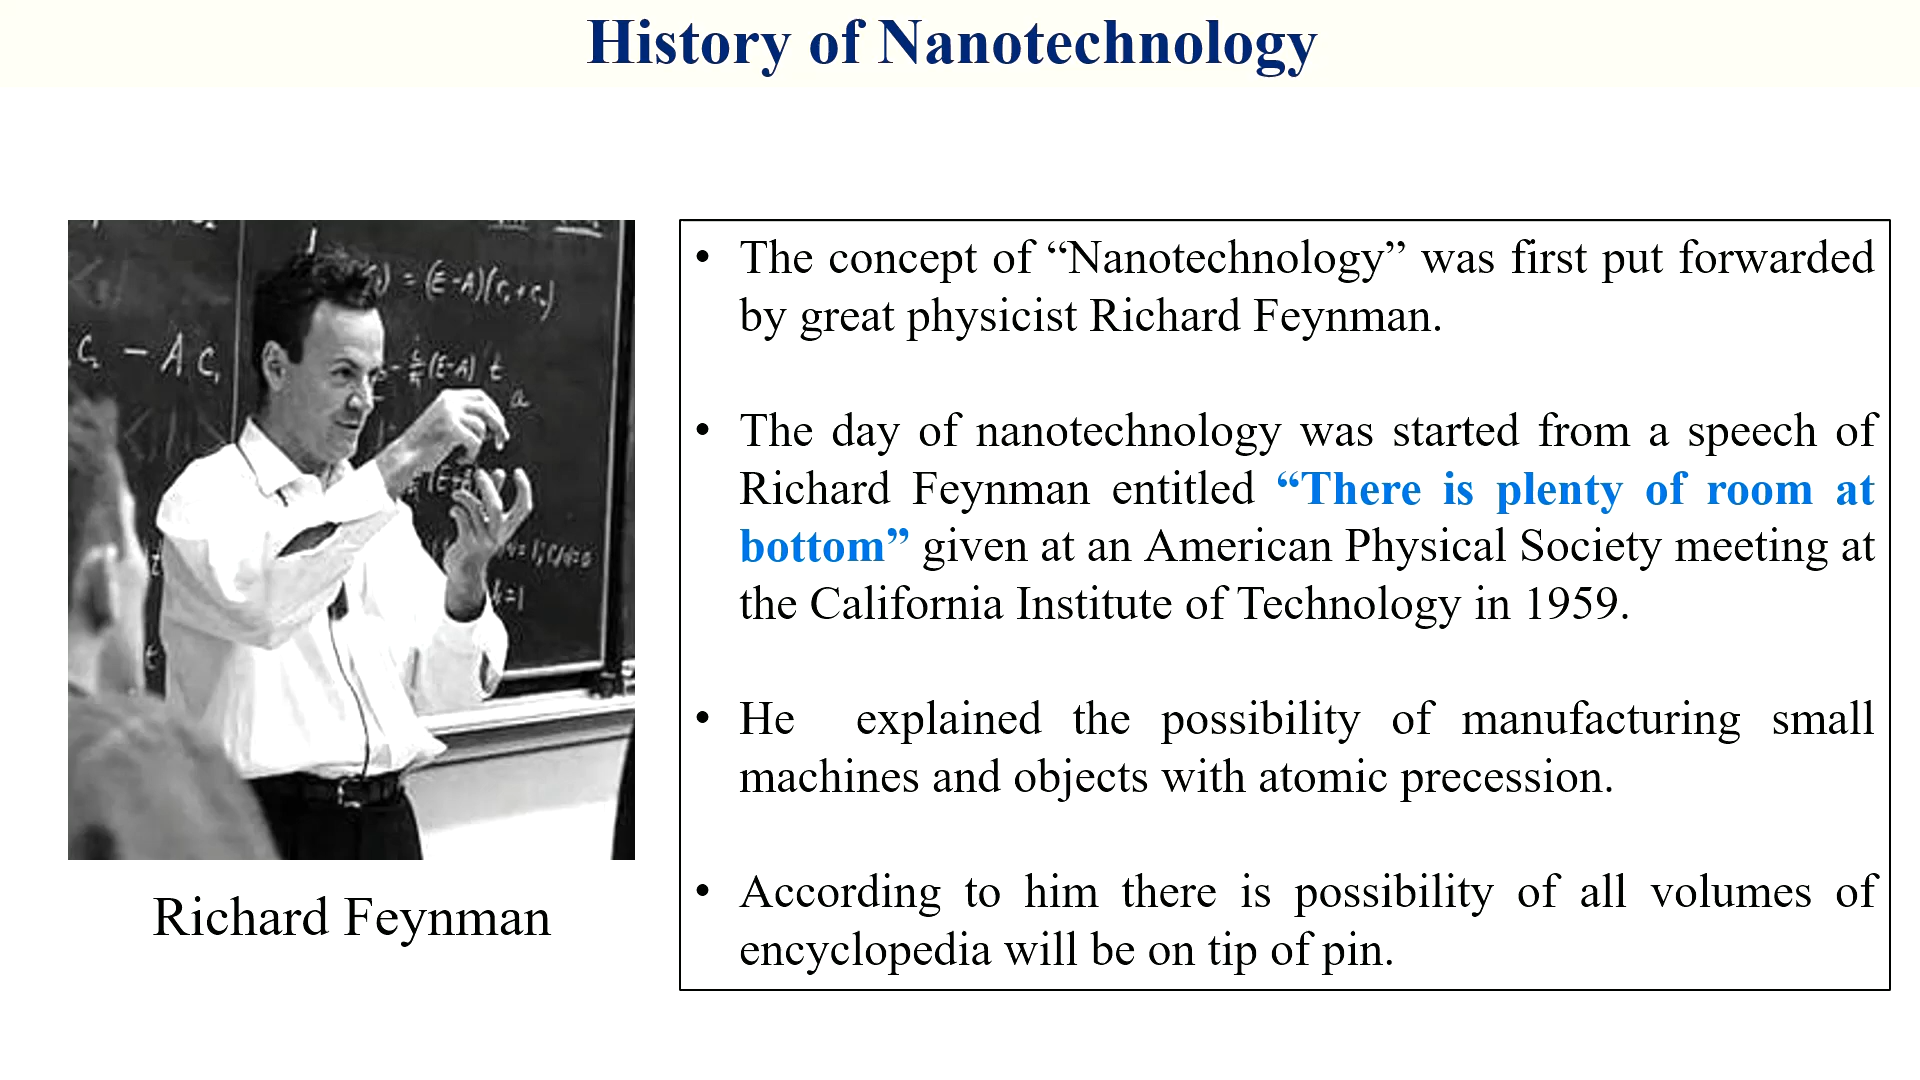 History of Nanotechnology
= (E-A)(C₁+C₂)
C₂ - A C₁
(E-A) t
a
Richard Feynman
• The concept of “Nanotechnology” was first put forwarded
by great physicist Richard Feynman.
• The day of nanotechnology was started from a speech of
Richard Feynman entitled “There is plenty of room at
bottom” given at an American Physical Society meeting at
the California Institute of Technology in 1959.
• He explained the possibility of manufacturing small
machines and objects with atomic precession.
• According to him there is possibility of all volumes of
encyclopedia will be on tip of pin.